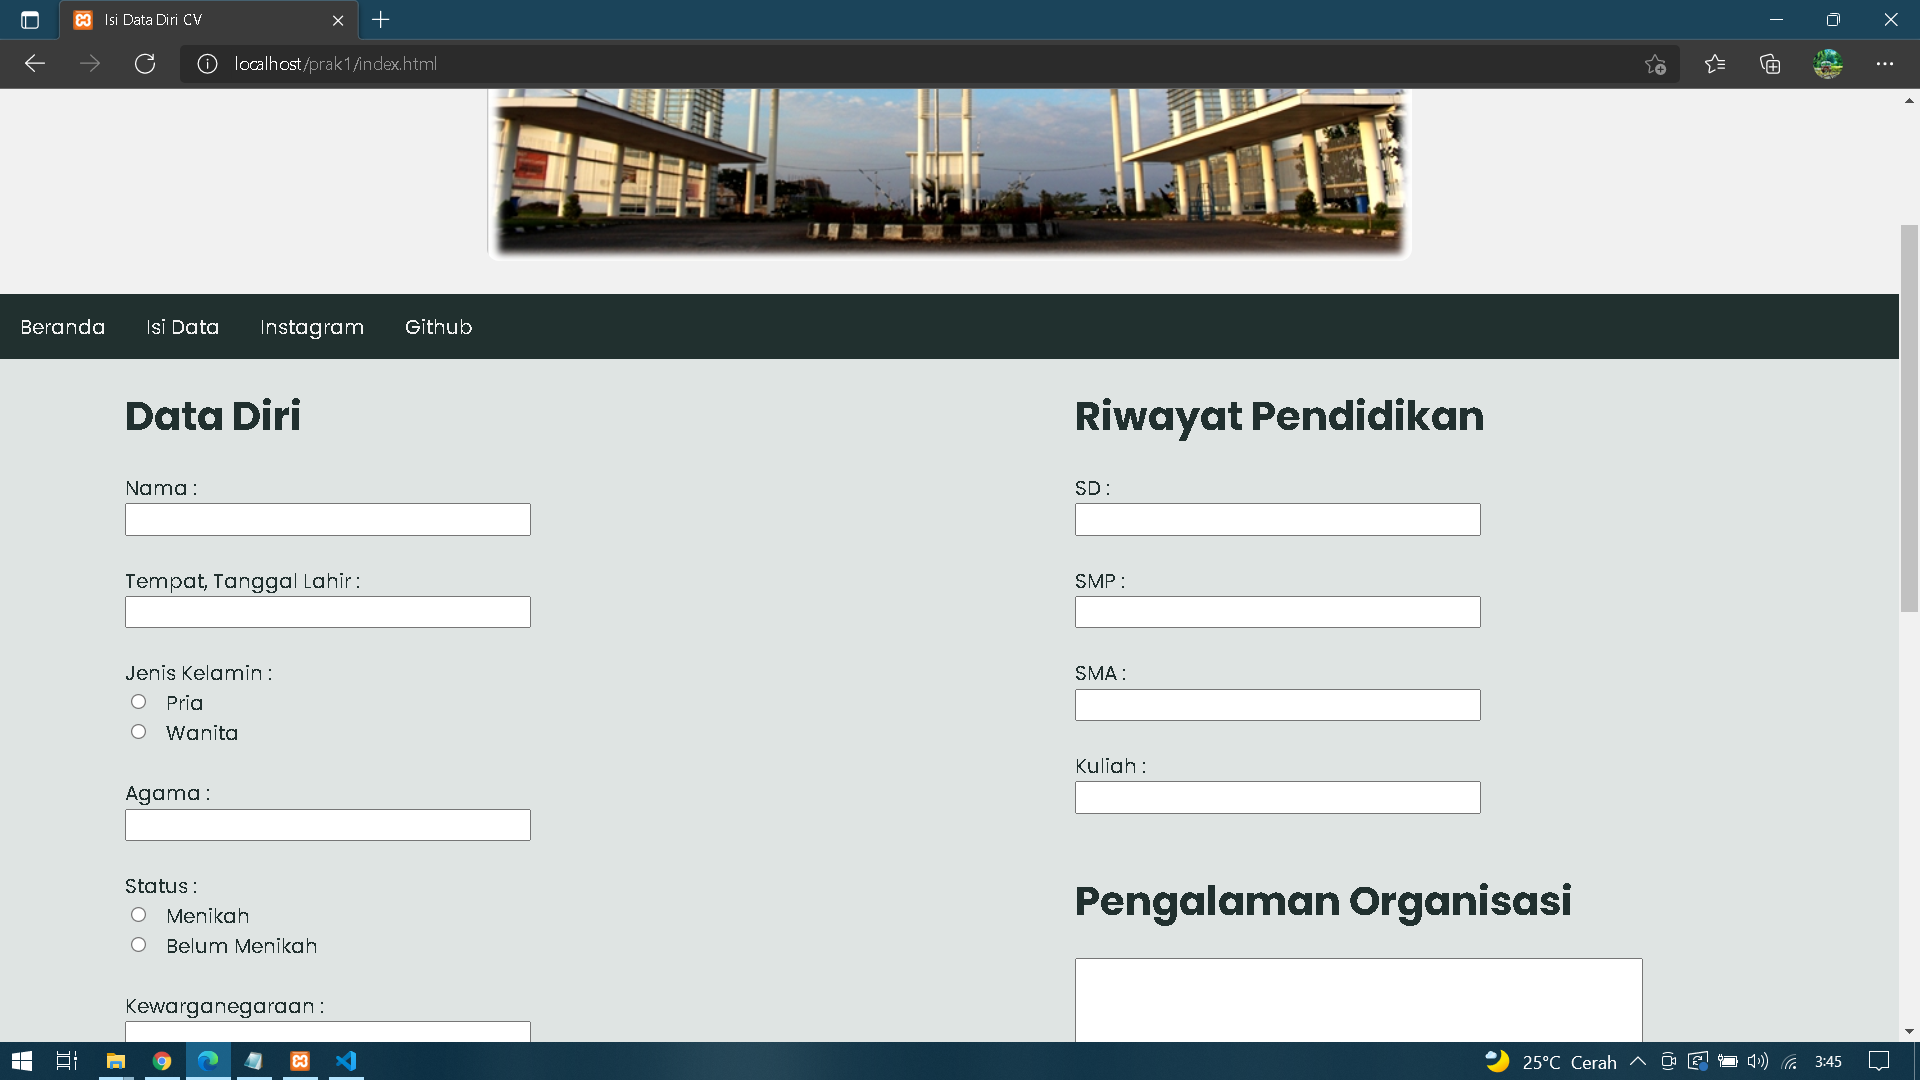 Isi Data Diri CV
localhost/prak1/index.html
Beranda Isi Data Instagram Github
Data Diri
Nama :
Tempat, Tanggal Lahir :
Jenis Kelamin :
Pria
Wanita
Agama :
Status :
Menikah
Belum Menikah
Kewarganegaraan :
Riwayat Pendidikan
SD :
SMP :
SMA :
Kuliah :
Pengalaman Organisasi
25°C Cerah 3:45